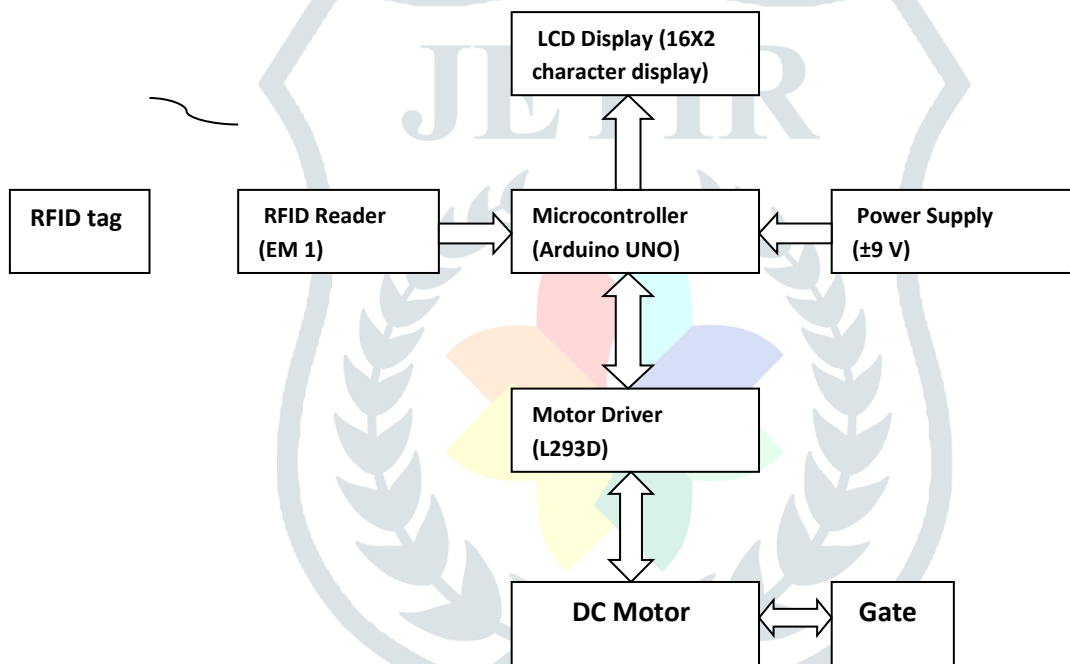 JETIR
LCD Display (16X2
character display)
RFID tag
RFID Reader
(EM 1)
Microcontroller
(Arduino UNO)
Power Supply
(±9 V)
Motor Driver
(L293D)
DC Motor
Gate